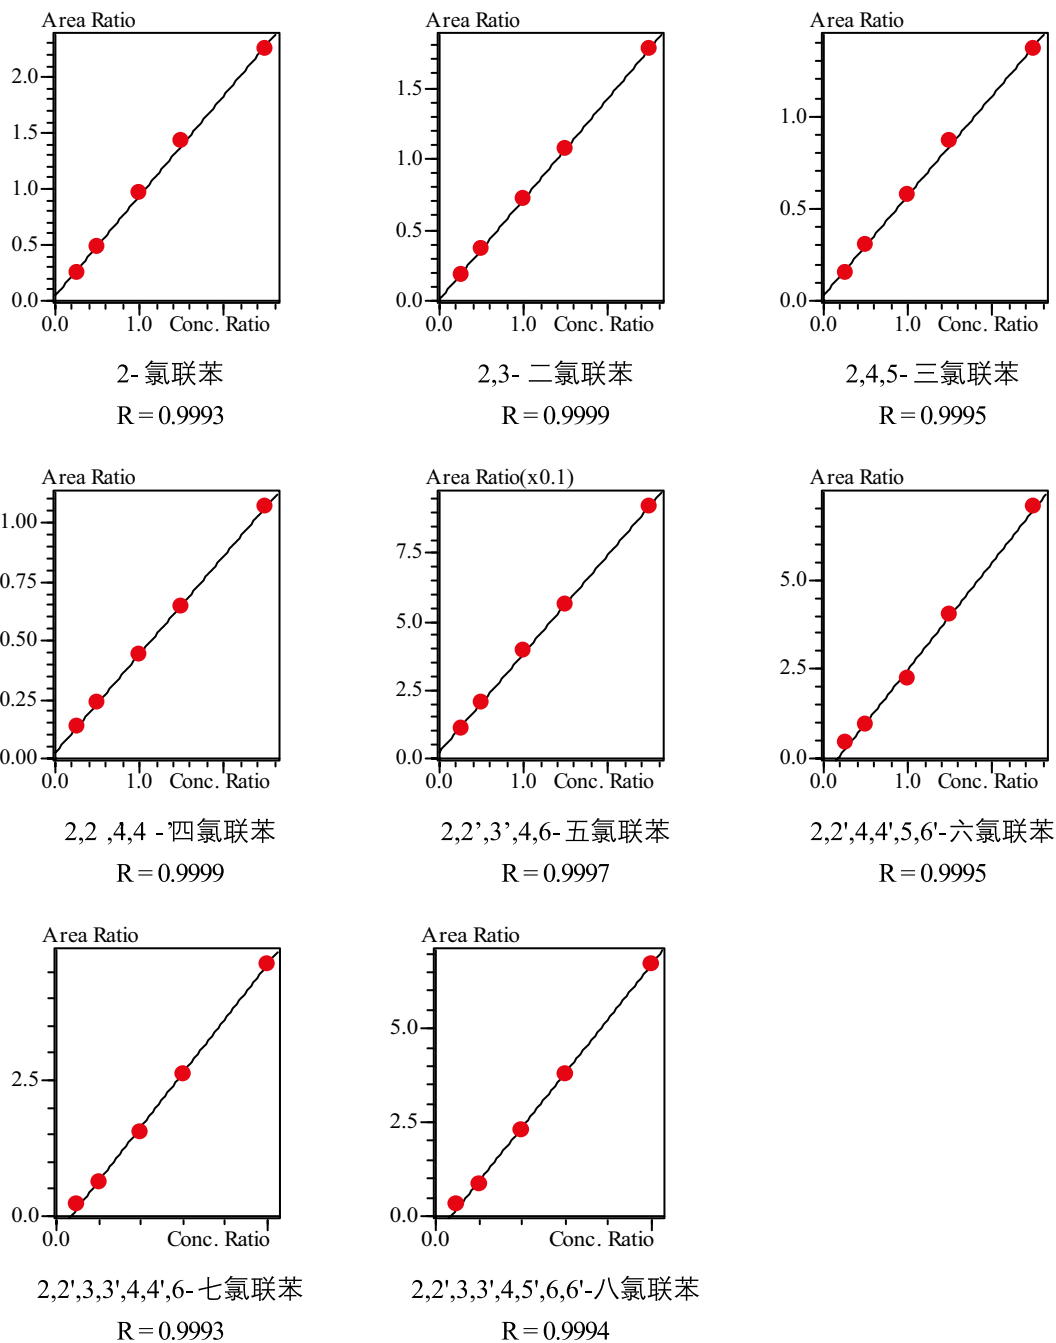 Area Ratio
2.0
1.5
1.0
0.5
0.0
0.0 1.0 Conc. Ratio
2-氯联苯
R = 0.9993
Area Ratio
1.5
1.0
0.5
0.0
0.0 1.0 Conc. Ratio
2,3-二氯联苯
R = 0.9999
Area Ratio
1.0
0.5
0.0
0.0 1.0 Conc. Ratio
2,4,5-三氯联苯
R = 0.9995
Area Ratio
1.00
0.75
0.50
0.25
0.00
0.0 1.0 Conc. Ratio
2,2 ,4,4 -'四氯联苯
R = 0.9999
Area Ratio(x0.1)
7.5
5.0
2.5
0.0
0.0 1.0 Conc. Ratio
2,2’,3’,4,6-五氯联苯
R = 0.9997
Area Ratio
5.0
2.5
0.0
0.0 1.0 Conc. Ratio
2,2',4,4',5,6'-六氯联苯
R = 0.9995
Area Ratio
2.5
0.0
0.0 Conc. Ratio
2,2',3,3',4,4',6-七氯联苯
R = 0.9993
Area Ratio
5.0
2.5
0.0
0.0 Conc. Ratio
2,2',3,3',4,5',6,6'-八氯联苯
R = 0.9994